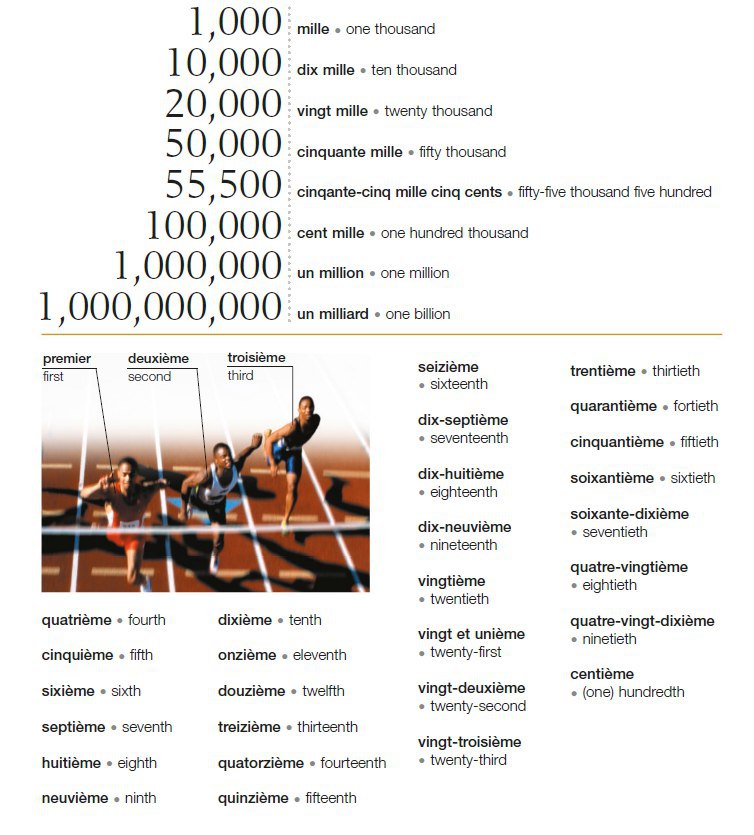 1,000 mille • one thousand
10,000 dix mille • ten thousand
20,000 vingt mille • twenty thousand
50,000 cinquante mille • fifty thousand
55,500 cinqante-cinq mille cinq cents • fifty-five thousand five hundred
100,000 cent mille • one hundred thousand
1,000,000 un million • one million
1,000,000,000 un milliard • one billion
premier
first
deuxième
second
troisième
third
quatrième • fourth
cinquième • fifth
sixième • sixth
septième • seventh
huitième • eighth
neuvième • ninth
dixième • tenth
onzième • eleventh
douzième • twelfth
treizième • thirteenth
quatorzième • fourteenth
quinzième • fifteenth
seizième
• sixteenth
dix-septième
• seventeenth
dix-huitième
• eighteenth
dix-neuvième
• nineteenth
vingtième
• twentieth
vingt et unième
• twenty-first
vingt-deuxième
• twenty-second
vingt-troisième
• twenty-third
trentième • thirtieth
quarantième • fortieth
cinquantième • fiftieth
soixantième • sixtieth
soixante-dixième
• seventieth
quatre-vingtième
• eightieth
quatre-vingt-dixième
• ninetieth
centième
• (one) hundredth